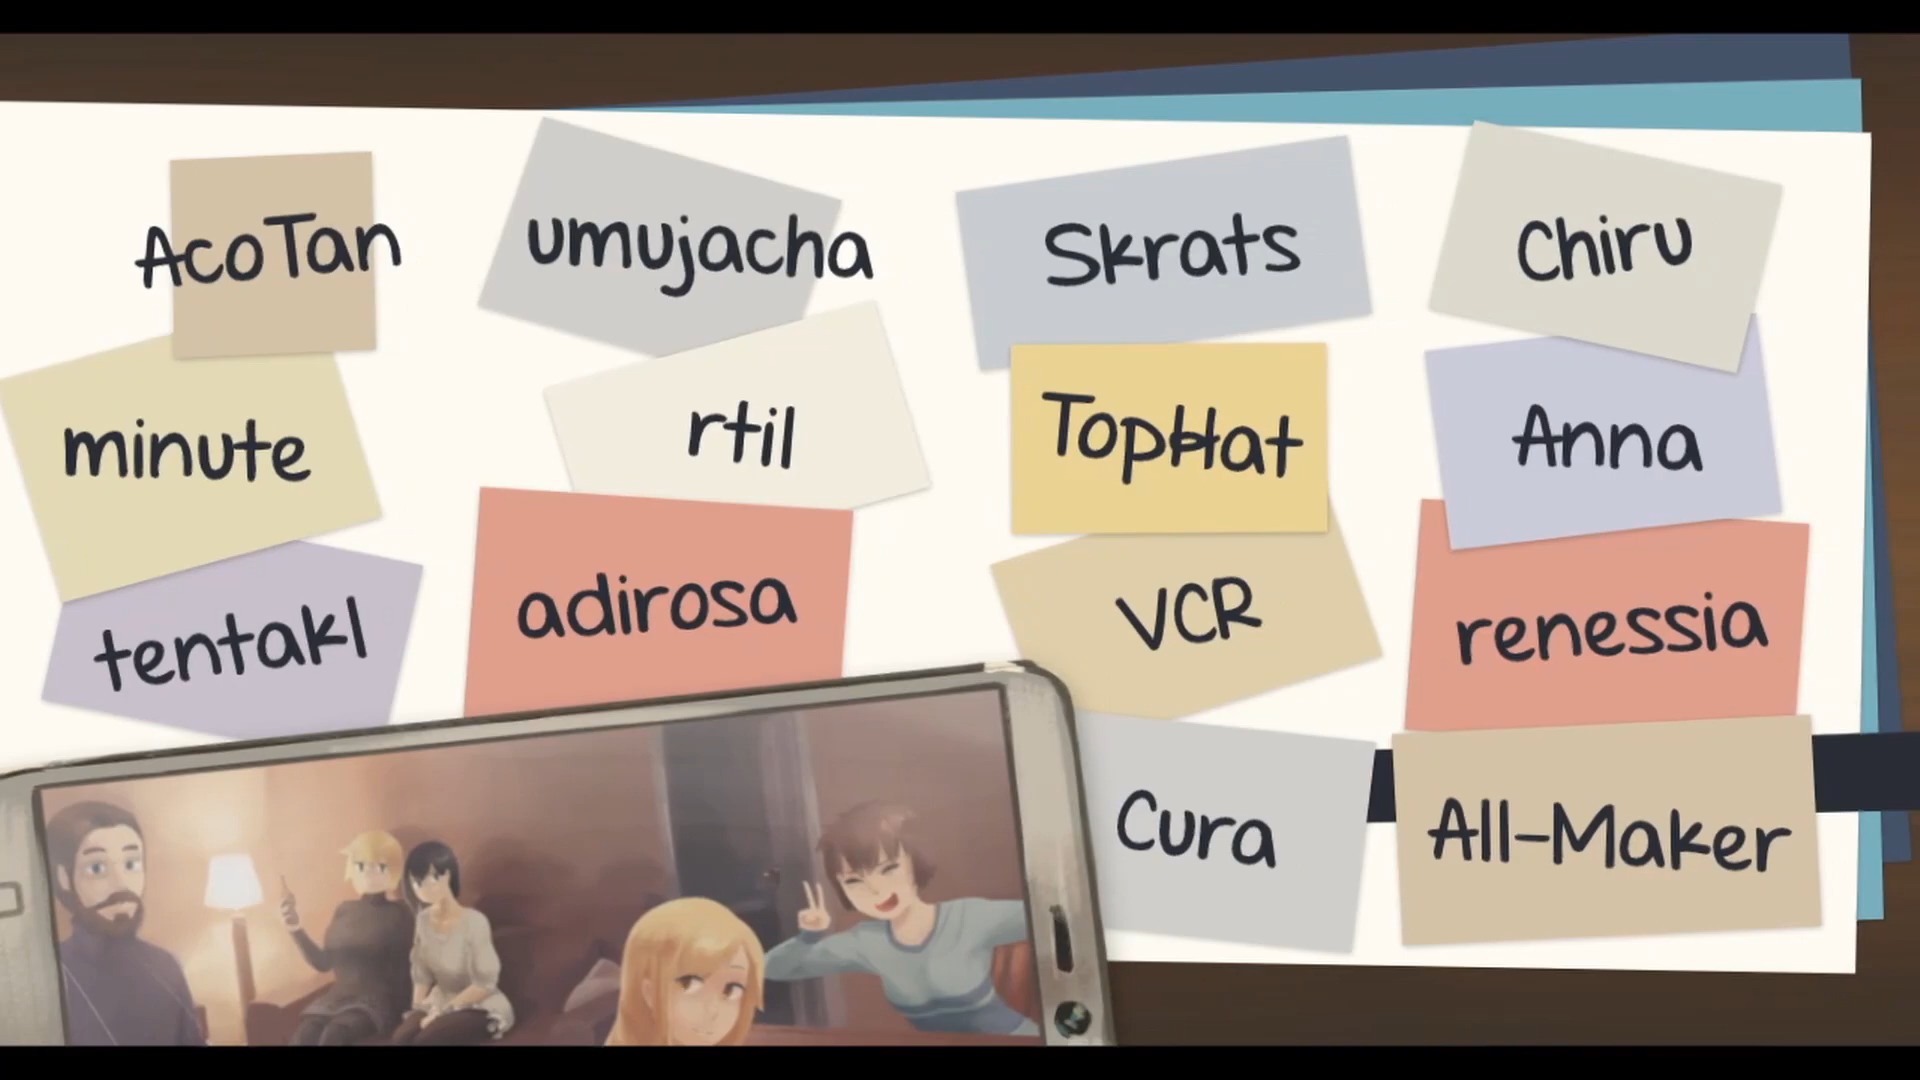 AcoTan
umujacha
Skrats
Chiru
minute
rtil
TopHat
Anna
tentakl
adirosa
VCR
renessia
Cura
All-Maker